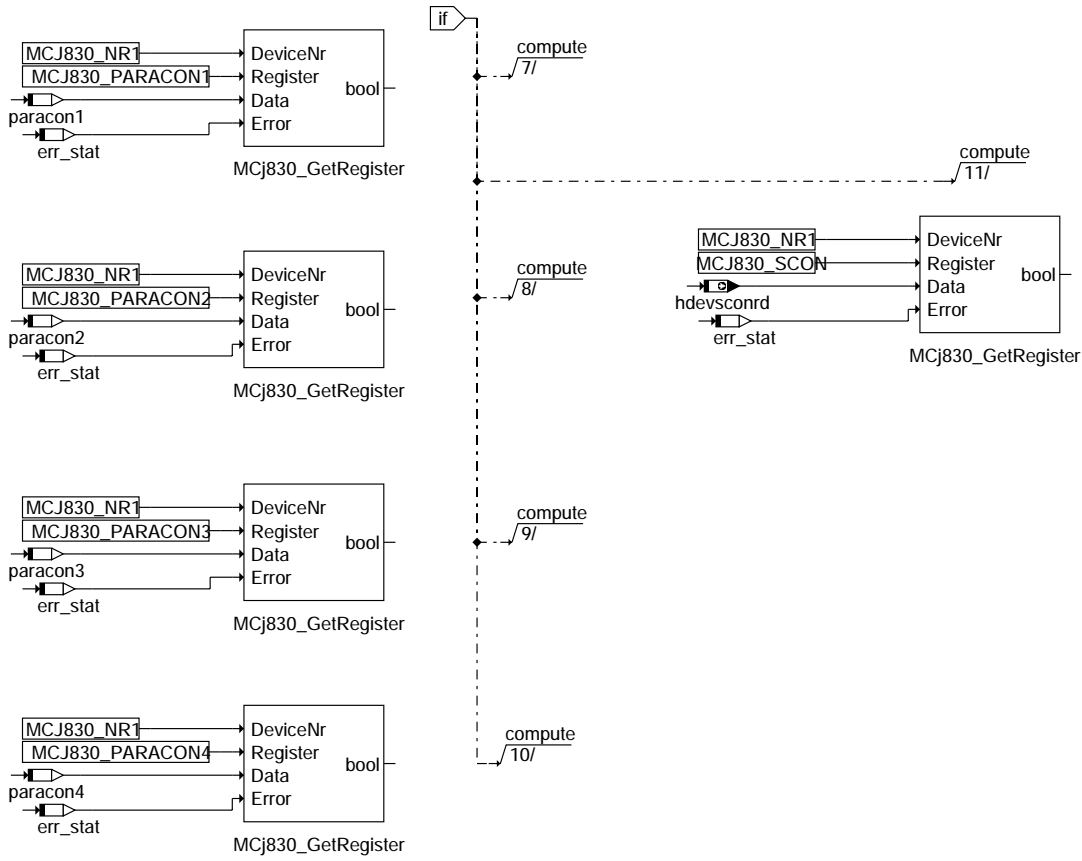 if
MCJ830_NR1
DeviceNr
MCJ830_PARACON1
Register
bool
Data
paracon1
Error
err_stat
MCj830_GetRegister
compute
7/
compute
11/
MCJ830_NR1
DeviceNr
MCJ830_PARACON2
Register
bool
Data
paracon2
Error
err_stat
MCj830_GetRegister
compute
8/
MCJ830_NR1
DeviceNr
MCJ830_SCON
Register
bool
Data
hdevsconrd
Error
err_stat
MCj830_GetRegister
MCJ830_NR1
DeviceNr
MCJ830_PARACON3
Register
bool
Data
paracon3
Error
err_stat
MCj830_GetRegister
compute
9/
MCJ830_NR1
DeviceNr
MCJ830_PARACON4
Register
bool
Data
paracon4
Error
err_stat
MCj830_GetRegister
compute
10/